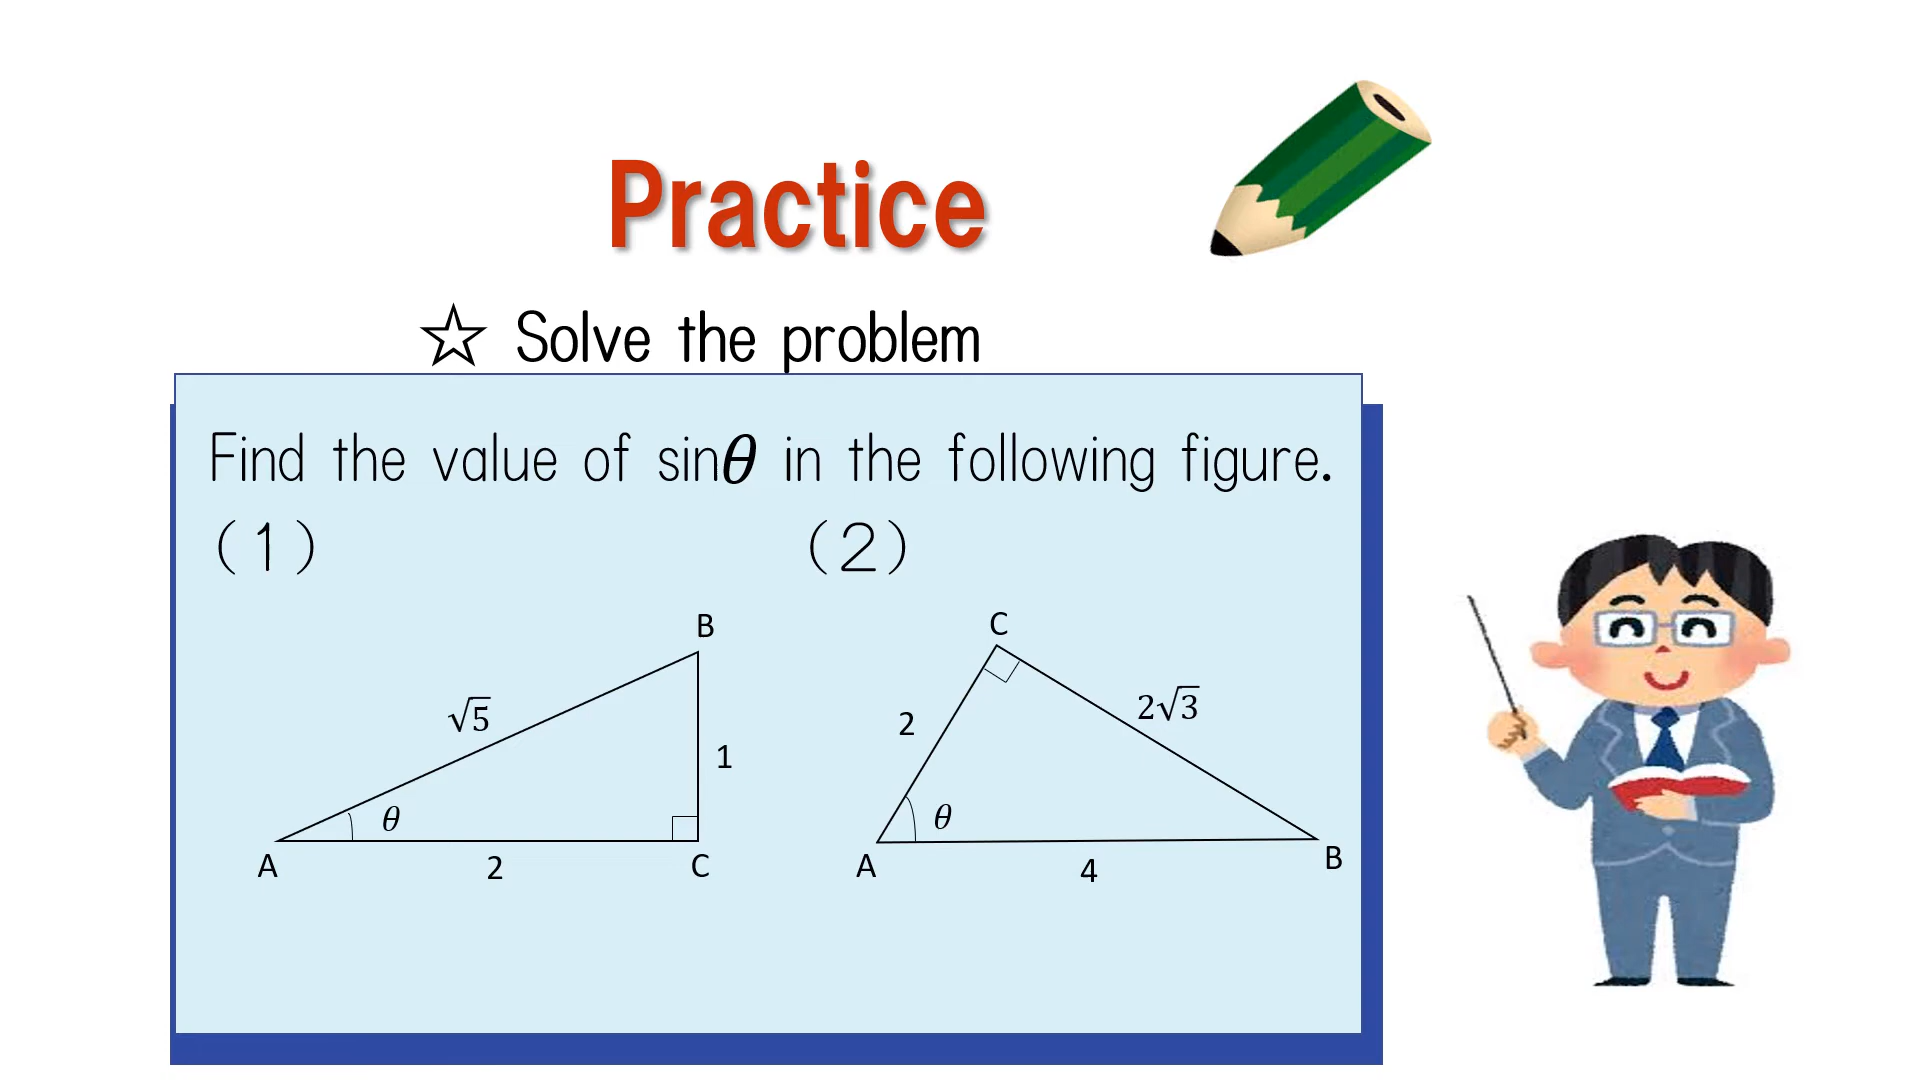 Practice
☆ Solve the problem
Find the value of sinθ in the following figure.
（1） （2）
B C
√5 2√3
2
1
θ θ
A 2 C A 4 B